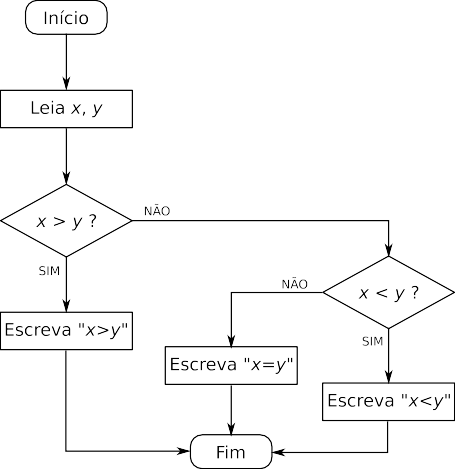 Início
Leia x, y
x > y ?
NÃO
SIM
Escreva "x>y"
x < y ?
NÃO
SIM
Escreva "x=y"
Escreva "x<y"
Fim